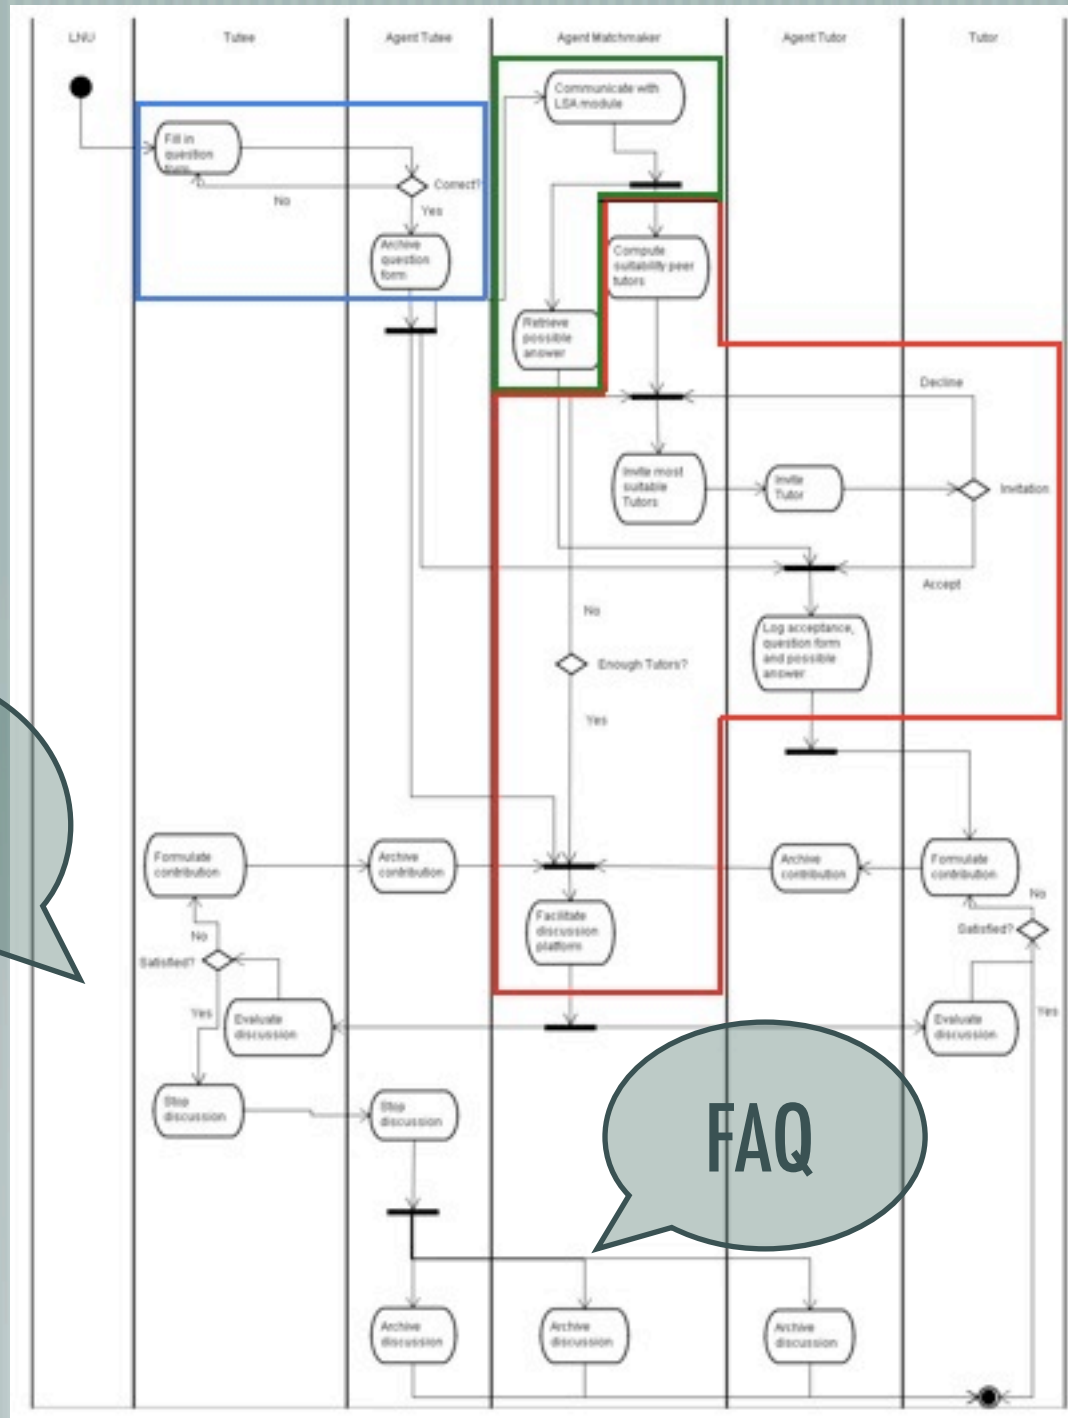 LNU
Tutee
Agent Tutee
Agent Matchmaker
Agent Tutor
Tutor
Communicate with
LSA module
Fill in
question
form
Correct?
No
Yes
Archive
question
form
Compute
suitability peer
tutors
Retrieve
possible
answer
Decline
Invite most
suitable
Tutors
Invite
Tutor
Invitation
Accept
No
Log acceptance,
question form
and possible
answer
Enough Tutors?
Yes
Formulate
contribution
Archive
contribution
Archive
contribution
Formulate
contribution
No
Facilitate
discussion
platform
Satisfied?
No
Satisfied?
Yes
Evaluate
discussion
Evaluate
discussion
Yes
Stop
discussion
Stop
discussion
FAQ
Archive
discussion
Archive
discussion
Archive
discussion